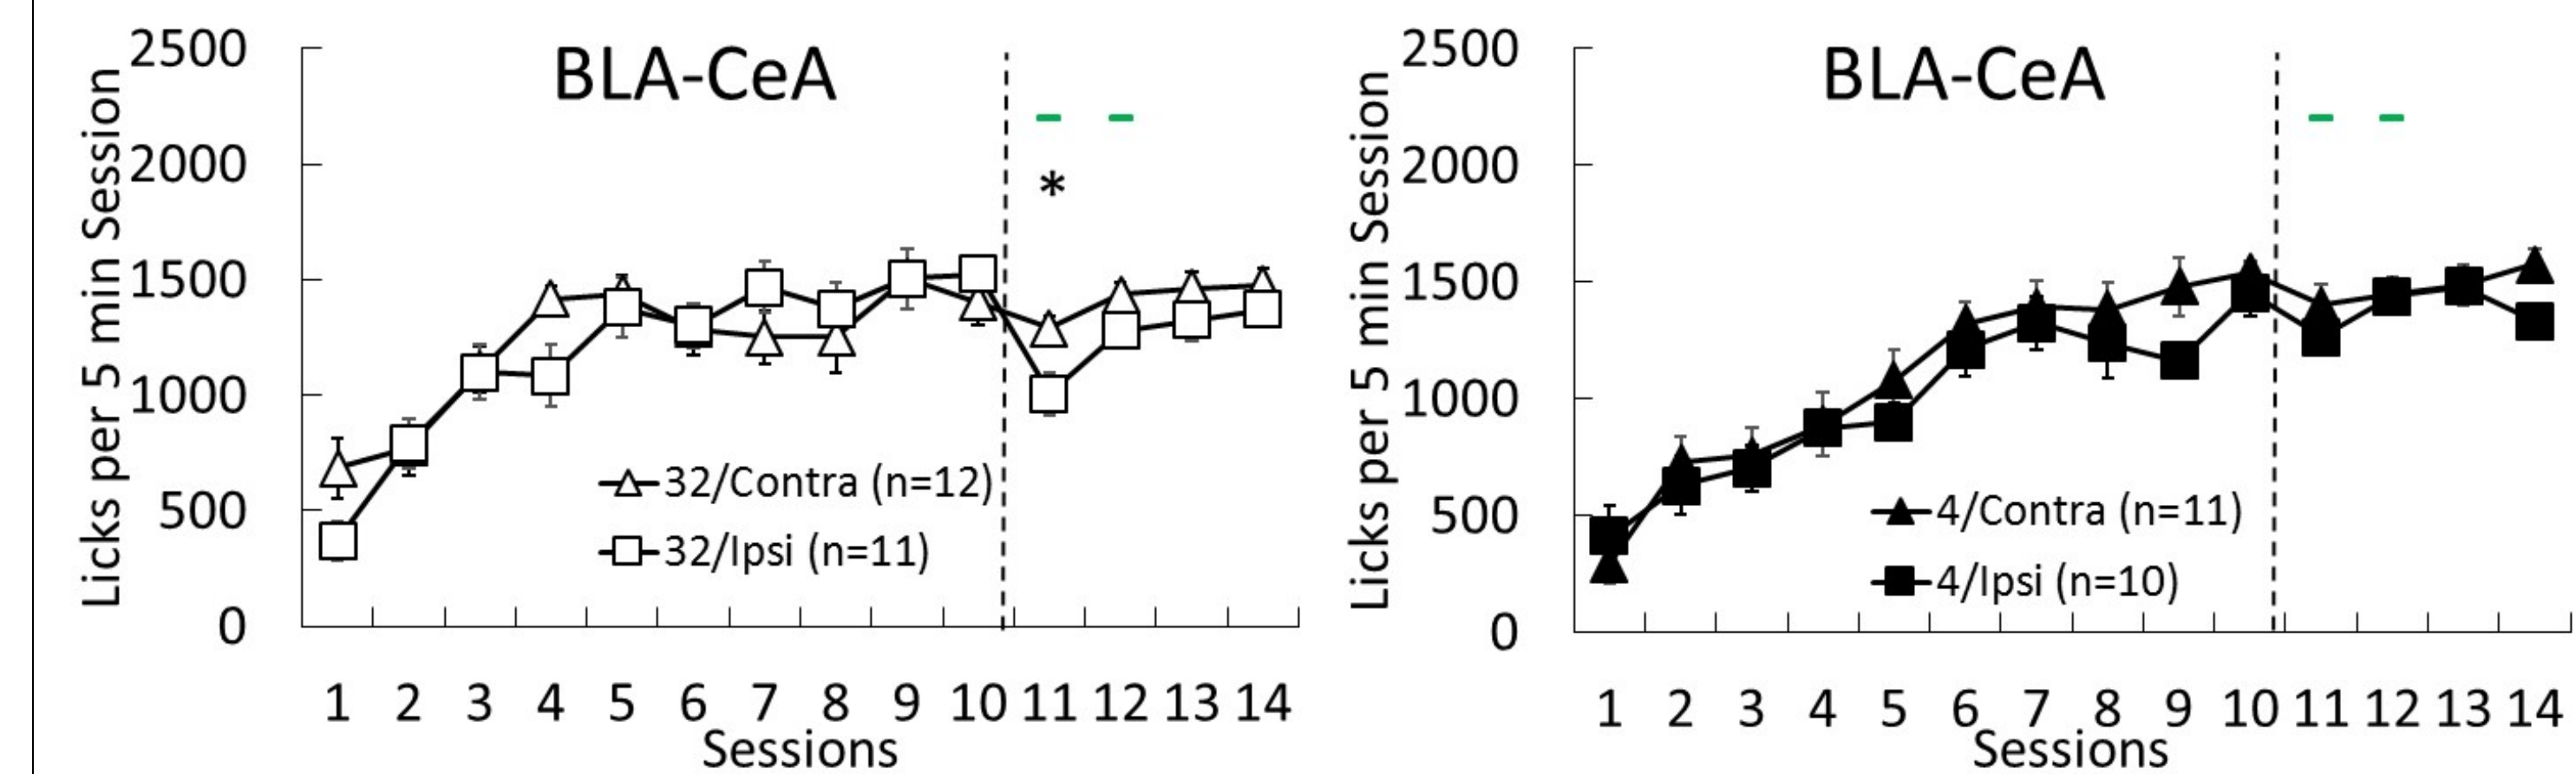 BLA-CeA
Licks per 5 min Session
2500
2000
1500
1000
500
0
*
32/Contra (n=12)
32/Ipsi (n=11)
1 2 3 4 5 6 7 8 9 10 11 12 13 14
Sessions
BLA-CeA
Licks per 5 min Session
2500
2000
1500
1000
500
0
4/Contra (n=11)
4/Ipsi (n=10)
1 2 3 4 5 6 7 8 9 10 11 12 13 14
Sessions